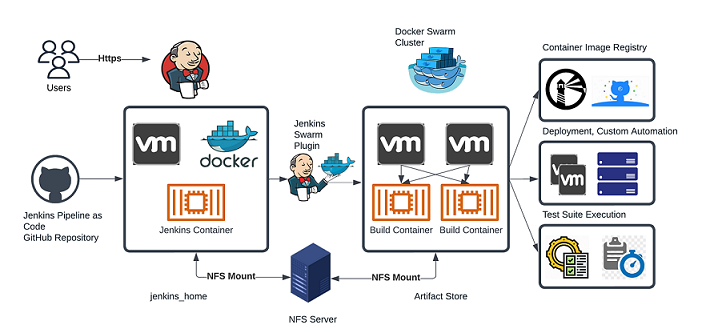 Docker Swarm
Cluster
Container Image Registry
Users
Https
vm
docker
Jenkins Container
Jenkins
Swarm
Plugin
vm
vm
Build Container
Build Container
Deployment, Custom Automation
vm
Jenkins Pipeline as
Code
GitHub Repository
Test Suite Execution
NFS Mount
NFS Mount
jenkins_home
Artifact Store
NFS Server